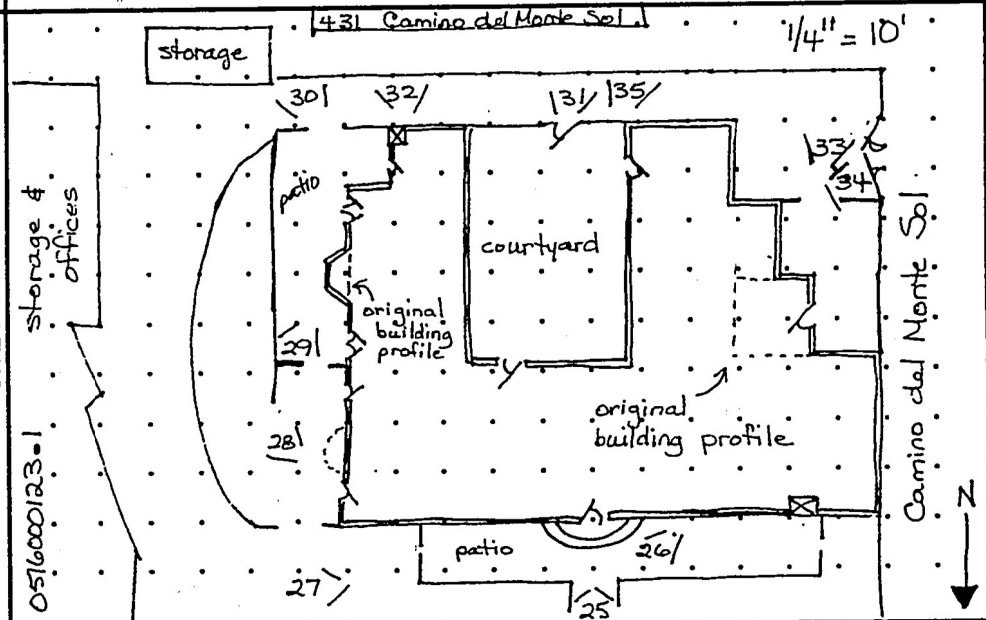 431 Camino del Monte Sol.
1/4" = 10'
storage
30
32
31
35
33
34
patio
storage &
offices
courtyard
original
building
profile
29
original
building profile
28
Camino del Monte Sol
N
patio
26
27
25
0516000123-1